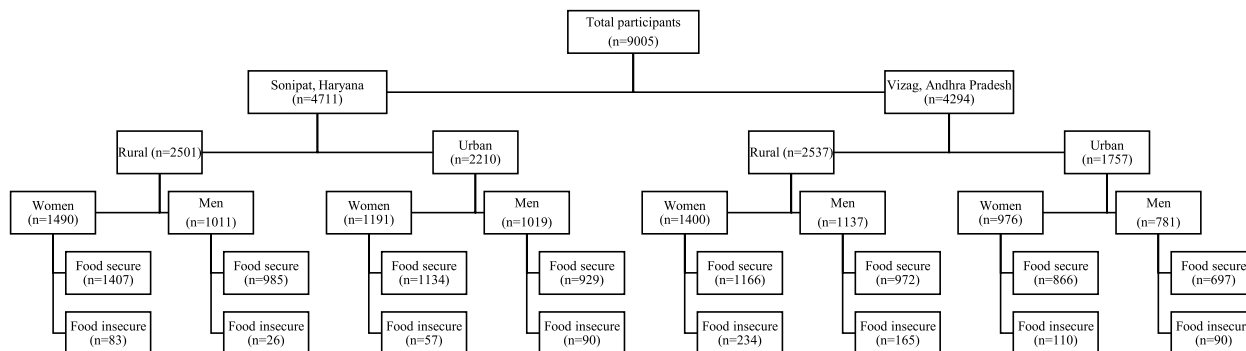 Total participants
(n=9005)
Sonipat, Haryana
(n=4711)
Vizag, Andhra Pradesh
(n=4294)
Rural (n=2501)
Urban
(n=2210)
Rural (n=2537)
Urban
(n=1757)
Women
(n=1490)
Men
(n=1011)
Women
(n=1191)
Men
(n=1019)
Women
(n=1400)
Men
(n=1137)
Women
(n=976)
Men
(n=781)
Food secure
(n=1407)
Food secure
(n=985)
Food secure
(n=1134)
Food secure
(n=929)
Food secure
(n=1166)
Food secure
(n=972)
Food secure
(n=866)
Food secure
(n=697)
Food insecure
(n=83)
Food insecure
(n=26)
Food insecure
(n=57)
Food insecure
(n=90)
Food insecure
(n=234)
Food insecure
(n=165)
Food insecure
(n=110)
Food insecure
(n=90)